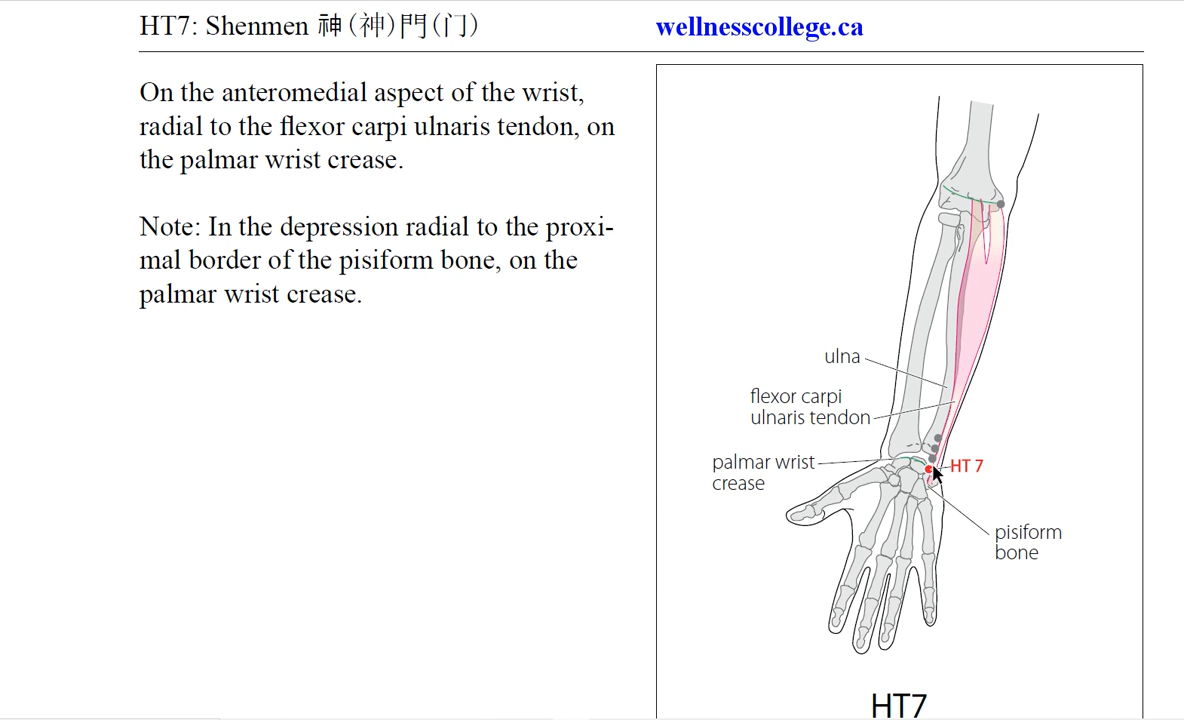 HT7: Shenmen 神(神)門(门)
wellnesscollege.ca
On the anteromedial aspect of the wrist,
radial to the flexor carpi ulnaris tendon, on
the palmar wrist crease.
Note: In the depression radial to the proxi-
mal border of the pisiform bone, on the
palmar wrist crease.
ulna
flexor carpi
ulnaris tendon
palmar wrist
crease
HT 7
pisiform
bone
HT7